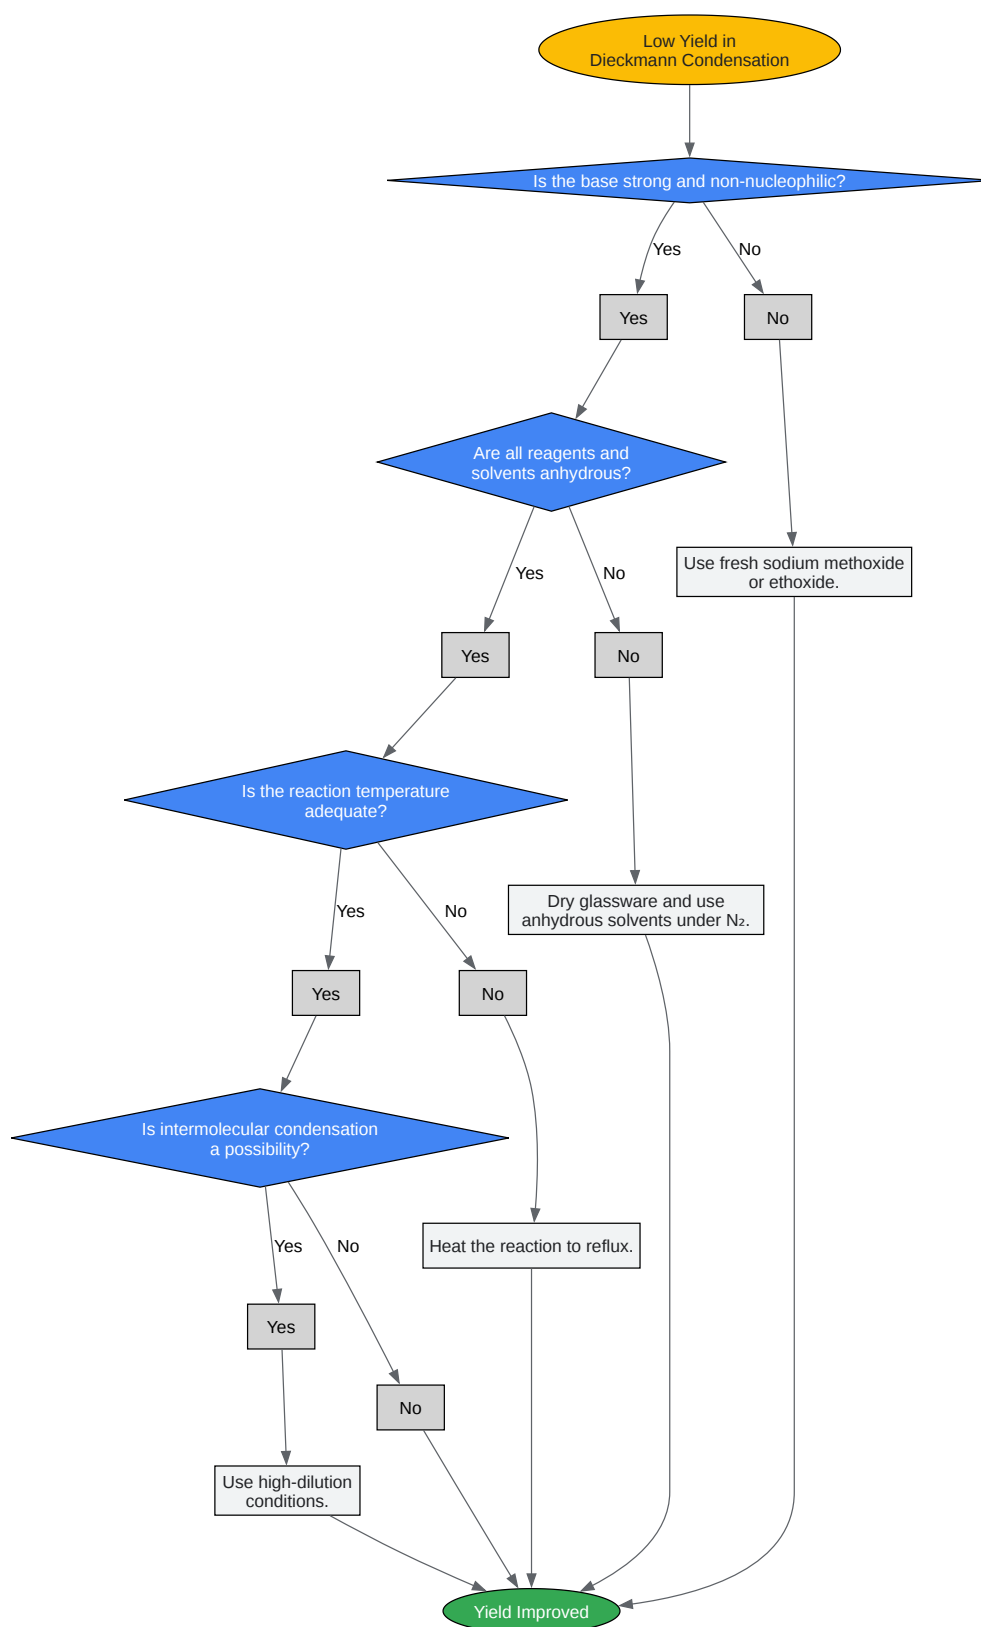 Low Yield in
Dieckmann Condensation
Is the base strong and non-nucleophilic?
Yes
No
Yes
No
Are all reagents and
solvents anhydrous?
Use fresh sodium methoxide
or ethoxide.
Yes
No
Yes
No
Is the reaction temperature
adequate?
Dry glassware and use
anhydrous solvents under N₂.
Yes
No
Yes
No
Is intermolecular condensation
a possibility?
Heat the reaction to reflux.
Yes
No
Yes
No
Use high-dilution
conditions.
Yield Improved